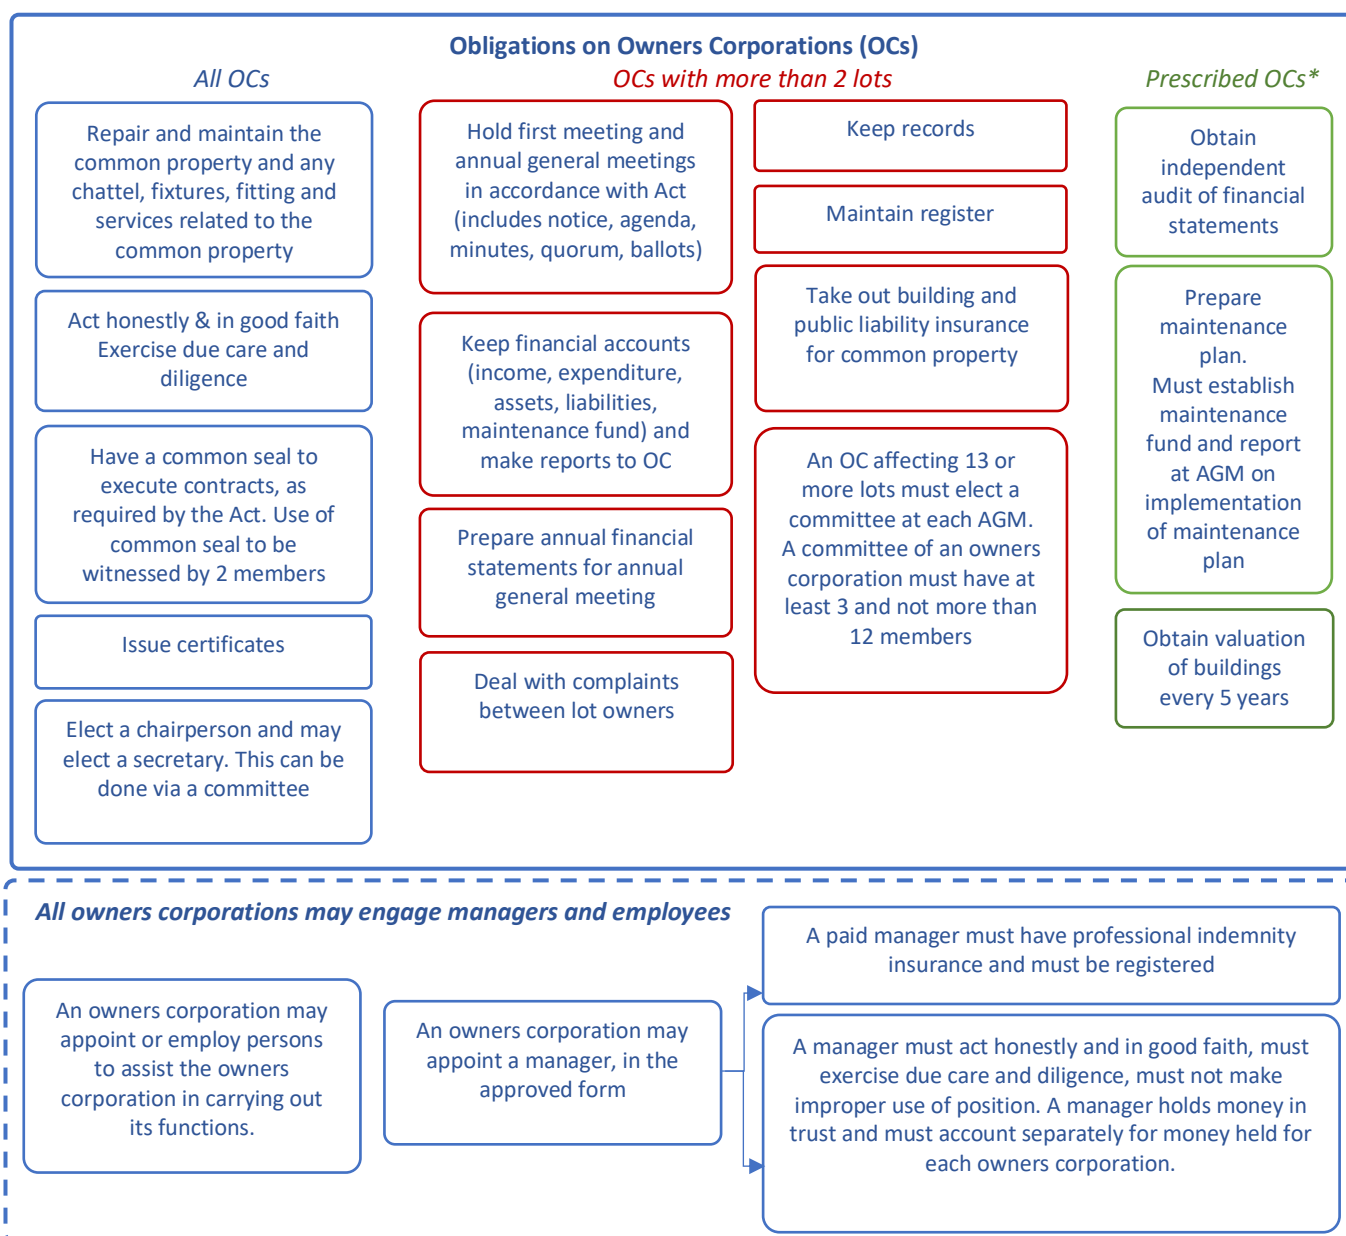 Obligations on Owners Corporations (OCs)
All OCs
Repair and maintain the
common property and any
chattel, fixtures, fitting and
services related to the
common property
Act honestly & in good faith
Exercise due care and
diligence
Have a common seal to
execute contracts, as
required by the Act. Use of
common seal to be
witnessed by 2 members
Issue certificates
Elect a chairperson and may
elect a secretary. This can be
done via a committee
OCs with more than 2 lots
Hold first meeting and
annual general meetings
in accordance with Act
(includes notice, agenda,
minutes, quorum, ballots)
Keep financial accounts
(income, expenditure,
assets, liabilities,
maintenance fund) and
make reports to OC
Prepare annual financial
statements for annual
general meeting
Deal with complaints
between lot owners
Keep records
Maintain register
Take out building and
public liability insurance
for common property
An OC affecting 13 or
more lots must elect a
committee at each AGM.
A committee of an owners
corporation must have at
least 3 and not more than
12 members
Prescribed OCs*
Obtain
independent
audit of financial
statements
Prepare
maintenance
plan.
Must establish
maintenance
fund and report
at AGM on
implementation
of maintenance
plan
Obtain valuation
of buildings
every 5 years
All owners corporations may engage managers and employees
An owners corporation may
appoint or employ persons
to assist the owners
corporation in carrying out
its functions.
An owners corporation may
appoint a manager, in the
approved form
A paid manager must have professional indemnity
insurance and must be registered
A manager must act honestly and in good faith, must
exercise due care and diligence, must not make
improper use of position. A manager holds money in
trust and must account separately for money held for
each owners corporation.